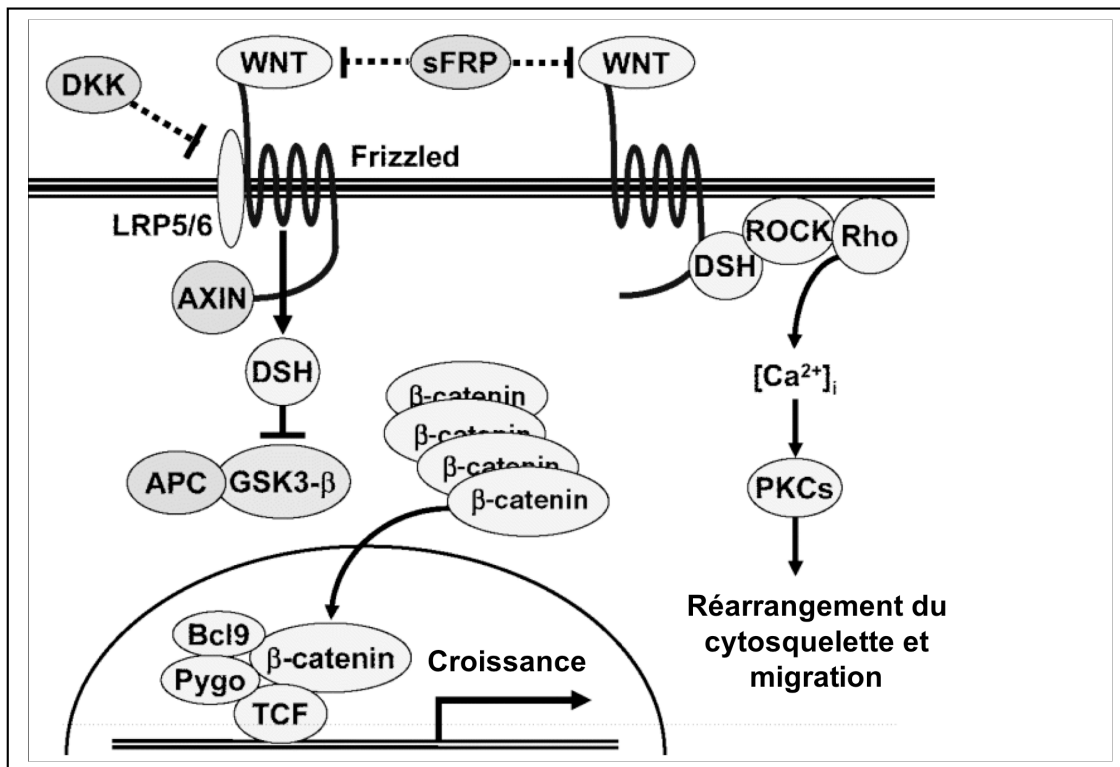 WNT
sFRP
WNT
DKK
Frizzled
LRP5/6
ROCK
Rho
DSH
AXIN
DSH
[Ca²⁺]ᵢ
β-catenin
β-catenin
β-catenin
β-catenin
APC
GSK3-β
PKCs
Réarrangement du
cytosquelette et
migration
Bcl9
β-catenin
Croissance
Pygo
TCF